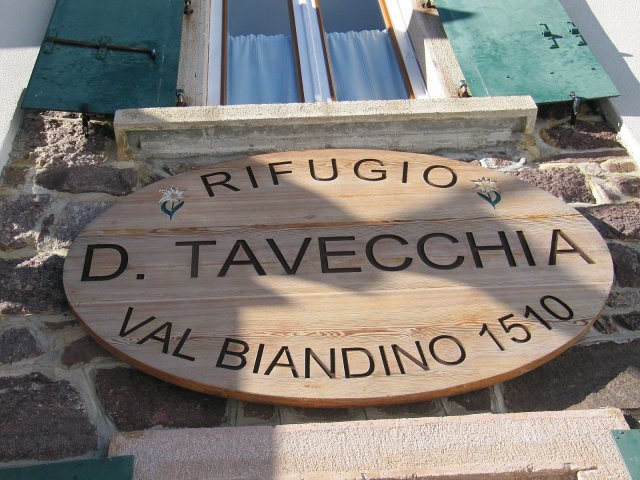 RIFUGIO
D. TAVECCHIA
VAL BIANDINO 1510